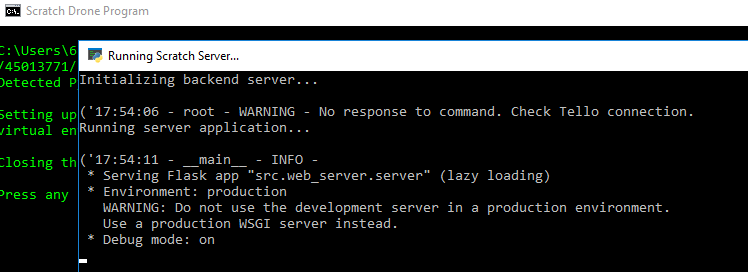 Scratch Drone Program
C:\Users\6
/45013771/
Detected P
Setting up
virtual en
Closing th
Press any
Running Scratch Server...
Initializing backend server...
('17:54:06 - root - WARNING - No response to command. Check Tello connection.
Running server application...
('17:54:11 - __main__ - INFO -
* Serving Flask app "src.web_server.server" (lazy loading)
* Environment: production
WARNING: Do not use the development server in a production environment.
Use a production WSGI server instead.
* Debug mode: on